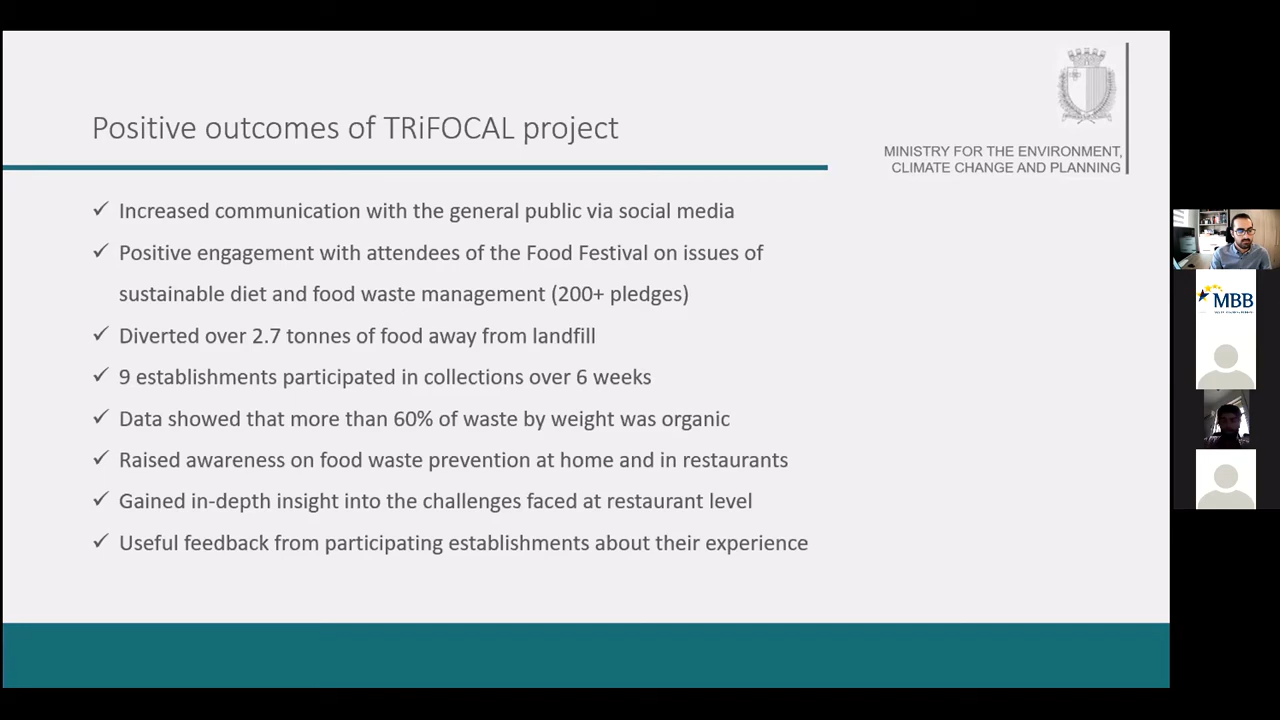 Positive outcomes of TRiFOCAL project
MINISTRY FOR THE ENVIRONMENT,
CLIMATE CHANGE AND PLANNING
✓ Increased communication with the general public via social media
✓ Positive engagement with attendees of the Food Festival on issues of
sustainable diet and food waste management (200+ pledges)
✓ Diverted over 2.7 tonnes of food away from landfill
✓ 9 establishments participated in collections over 6 weeks
✓ Data showed that more than 60% of waste by weight was organic
✓ Raised awareness on food waste prevention at home and in restaurants
✓ Gained in-depth insight into the challenges faced at restaurant level
✓ Useful feedback from participating establishments about their experience
MBB